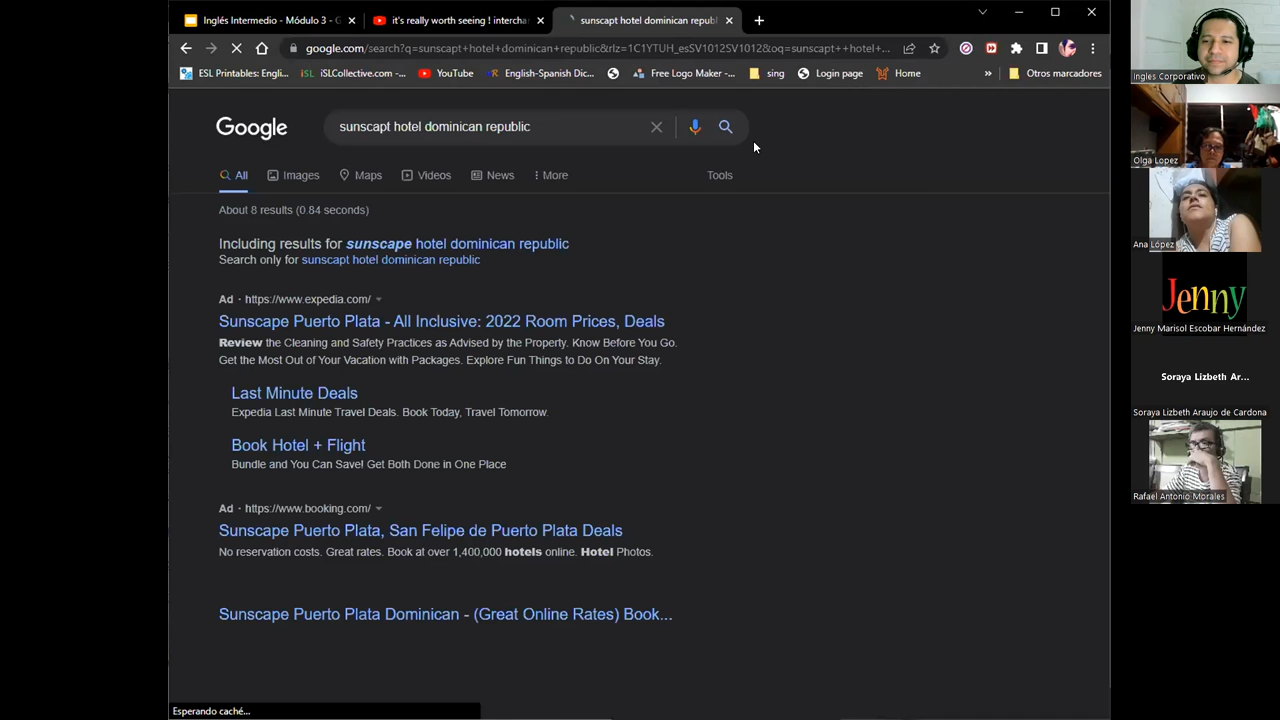 Inglés Intermedio - Módulo 3 - G
it's really worth seeing ! intercha
sunscapt hotel dominican republ
google.com/search?q=sunscapt+hotel+dominican+republic&rlz=1C1YTUH_esSV1012SV1012&oq=sunscapt++hotel+...
ESL Printables: Engli...
iSL
iSLCollective.com -...
YouTube
English-Spanish Dic...
Free Logo Maker -...
sing
Login page
Home
»
Otros marcadores
Google
sunscapt hotel dominican republic
All
Images
Maps
Videos
News
More
Tools
About 8 results (0.84 seconds)
Including results for sunscape hotel dominican republic
Search only for sunscapt hotel dominican republic
Ad · https://www.expedia.com/
Sunscape Puerto Plata - All Inclusive: 2022 Room Prices, Deals
Review the Cleaning and Safety Practices as Advised by the Property. Know Before You Go.
Get the Most Out of Your Vacation with Packages. Explore Fun Things to Do On Your Stay.
Last Minute Deals
Expedia Last Minute Travel Deals. Book Today, Travel Tomorrow.
Book Hotel + Flight
Bundle and You Can Save! Get Both Done in One Place
Ad · https://www.booking.com/
Sunscape Puerto Plata, San Felipe de Puerto Plata Deals
No reservation costs. Great rates. Book at over 1,400,000 hotels online. Hotel Photos.
Sunscape Puerto Plata Dominican - (Great Online Rates) Book...
Esperando caché...
Ingles Corporativo
Olga Lopez
Ana López
Jenny
Jenny Marisol Escobar Hernández
Soraya Lizbeth Ar...
Soraya Lizbeth Araujo de Cardona
Rafael Antonio Morales